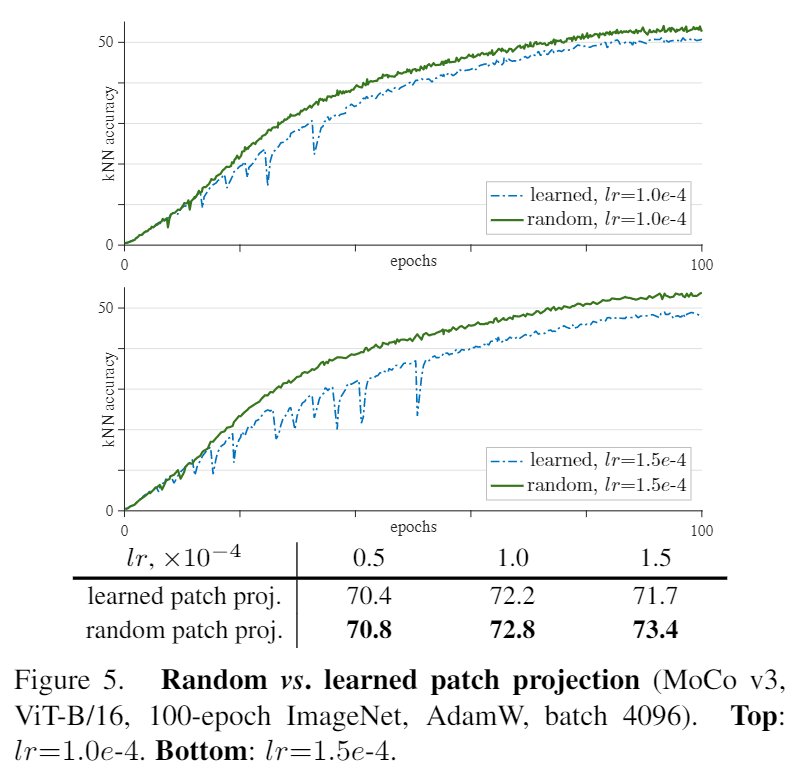 50
kNN accuracy
0
0
epochs
100
learned, lr=1.0e-4
random, lr=1.0e-4
50
kNN accuracy
0
0
epochs
100
learned, lr=1.5e-4
random, lr=1.5e-4
lr, ×10⁻⁴ 0.5 1.0 1.5
learned patch proj. 70.4 72.2 71.7
random patch proj. 70.8 72.8 73.4
Figure 5. Random vs. learned patch projection (MoCo v3,
ViT-B/16, 100-epoch ImageNet, AdamW, batch 4096). Top:
lr=1.0e-4. Bottom: lr=1.5e-4.